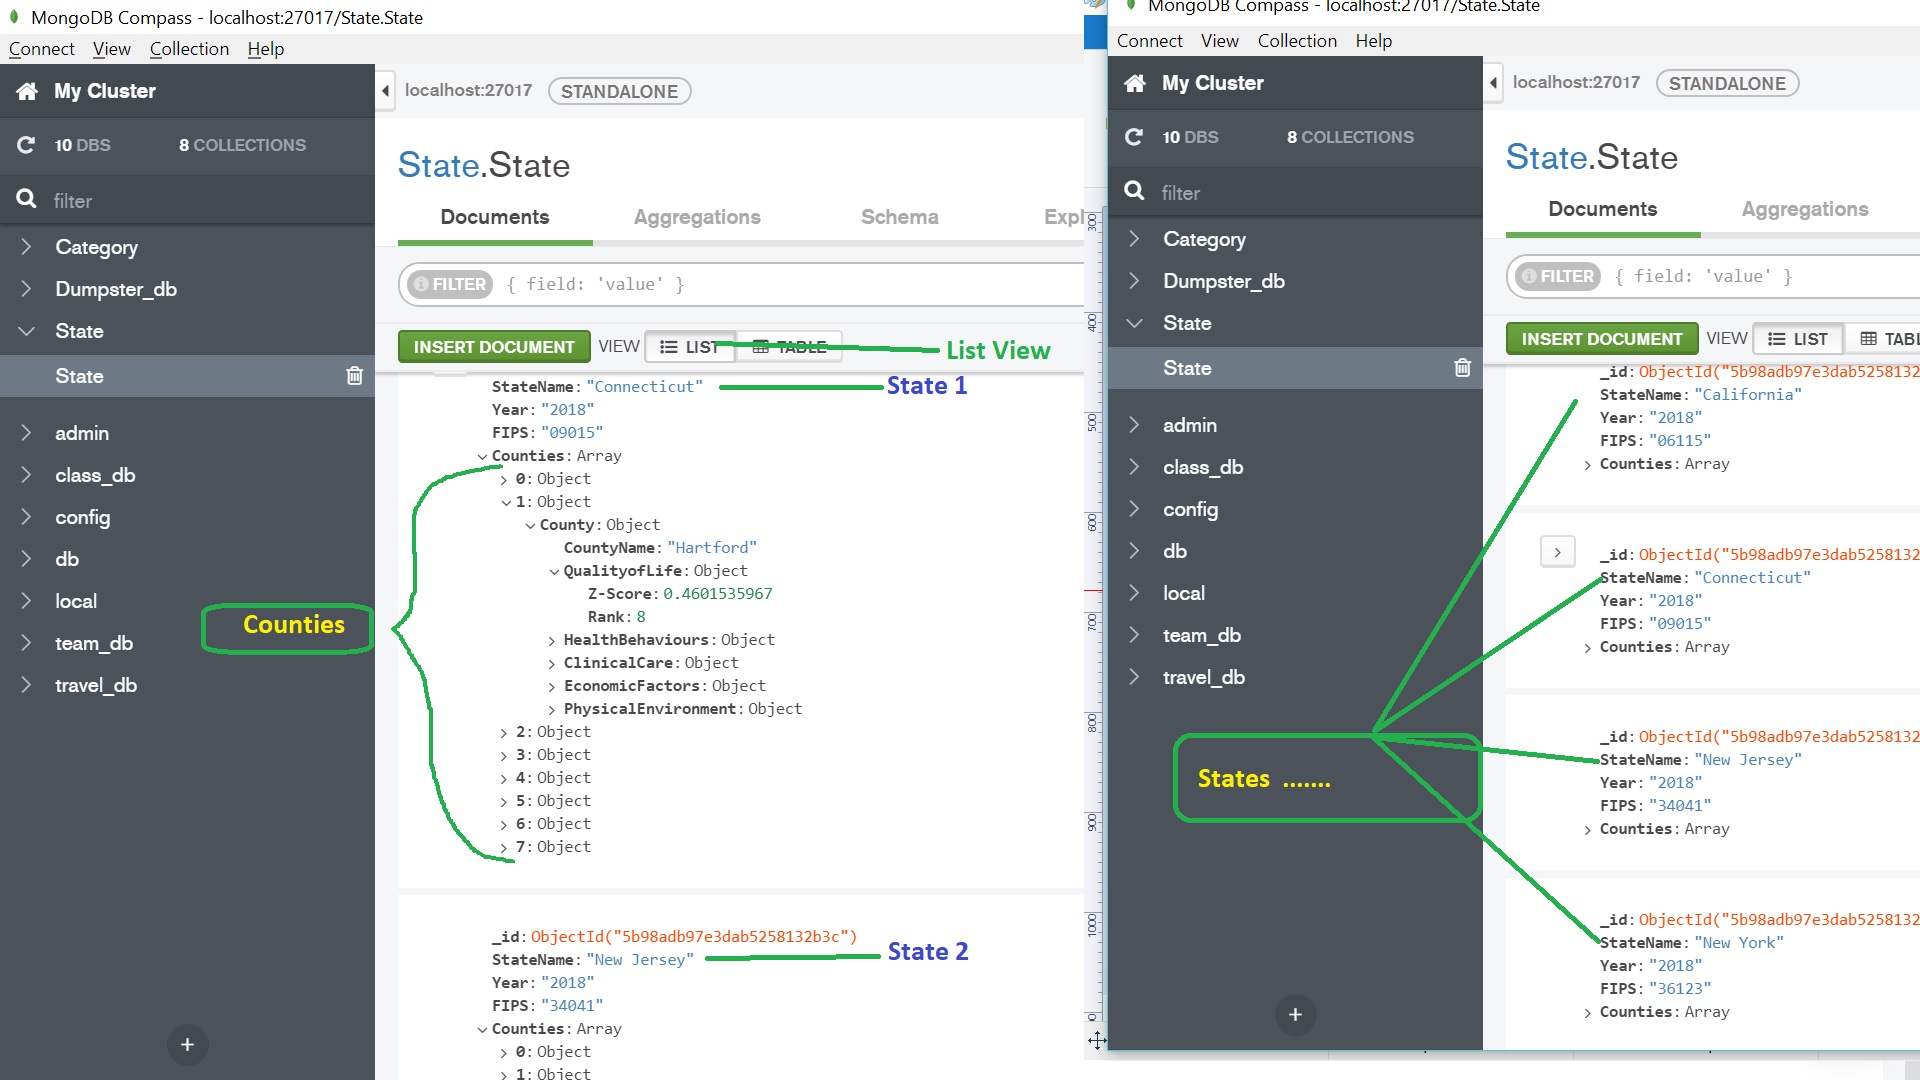 MongoDB Compass - localhost:27017/State.State
Connect View Collection Help
My Cluster
localhost:27017 STANDALONE
10 DBS 8 COLLECTIONS
filter
State.State
Documents Aggregations Schema Expl
Category
Dumpster_db
State
State
admin
class_db
config
db
local
team_db
travel_db
Counties
FILTER { field: 'value' }
INSERT DOCUMENT VIEW LIST TABLE List View
StateName: "Connecticut" State 1
Year: "2018"
FIPS: "09015"
Counties: Array
0: Object
1: Object
County: Object
CountyName: "Hartford"
QualityofLife: Object
Z-Score: 0.4601535967
Rank: 8
HealthBehaviours: Object
ClinicalCare: Object
EconomicFactors: Object
PhysicalEnvironment: Object
2: Object
3: Object
4: Object
5: Object
6: Object
7: Object
_id: ObjectId("5b98adb97e3dab5258132b3c")
StateName: "New Jersey" State 2
Year: "2018"
FIPS: "34041"
Counties: Array
0: Object
1: Object
+
300
400
500
600
700
800
900
1000
MongoDB Compass - localhost:27017/State.State
Connect View Collection Help
My Cluster
localhost:27017 STANDALONE
10 DBS 8 COLLECTIONS
filter
State.State
Documents Aggregations
Category
Dumpster_db
State
State
admin
class_db
config
db
local
team_db
travel_db
States .......
+
FILTER { field: 'value' }
INSERT DOCUMENT VIEW LIST TABL
_id: ObjectId("5b98adb97e3dab5258132
StateName: "California"
Year: "2018"
FIPS: "06115"
Counties: Array
_id: ObjectId("5b98adb97e3dab5258132
StateName: "Connecticut"
Year: "2018"
FIPS: "09015"
Counties: Array
_id: ObjectId("5b98adb97e3dab5258132
StateName: "New Jersey"
Year: "2018"
FIPS: "34041"
Counties: Array
_id: ObjectId("5b98adb97e3dab5258132
StateName: "New York"
Year: "2018"
FIPS: "36123"
Counties: Array